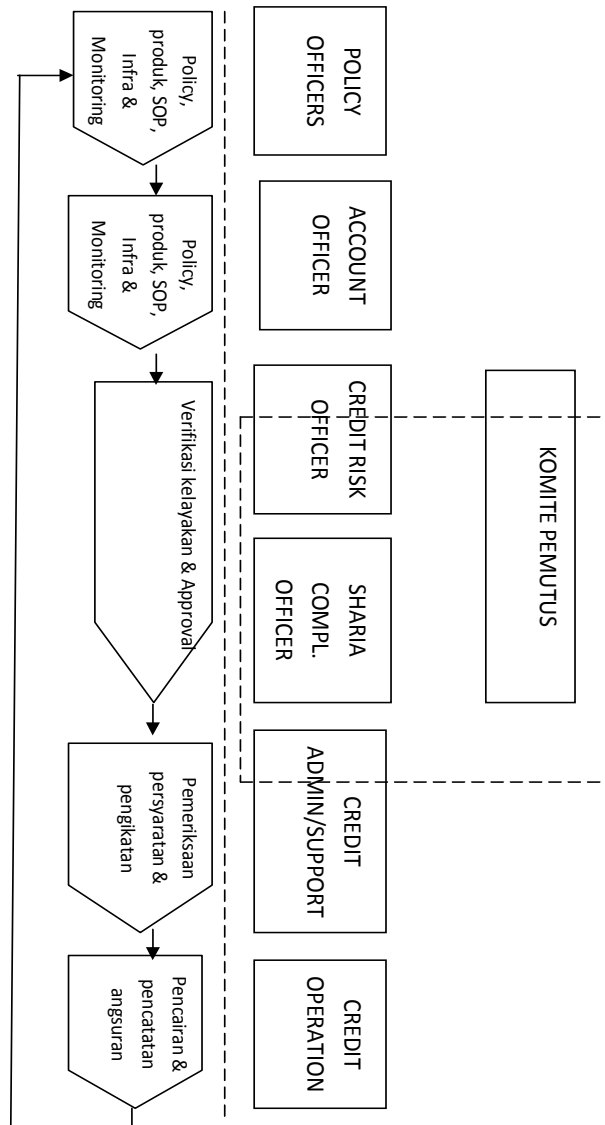 KOMITE PEMUTUS
POLICY
OFFICERS
ACCOUNT
OFFICER
CREDIT RISK
OFFICER
SHARIA
COMPL.
OFFICER
CREDIT
ADMIN/SUPPORT
CREDIT
OPERATION
Policy,
produk, SOP,
Infra &
Monitoring
Policy,
produk, SOP,
Infra &
Monitoring
Verifikasi kelayakan & Approval
Pemeriksaan
persyaratan &
pengikatan
Pencairan &
pencatatan
angsuran